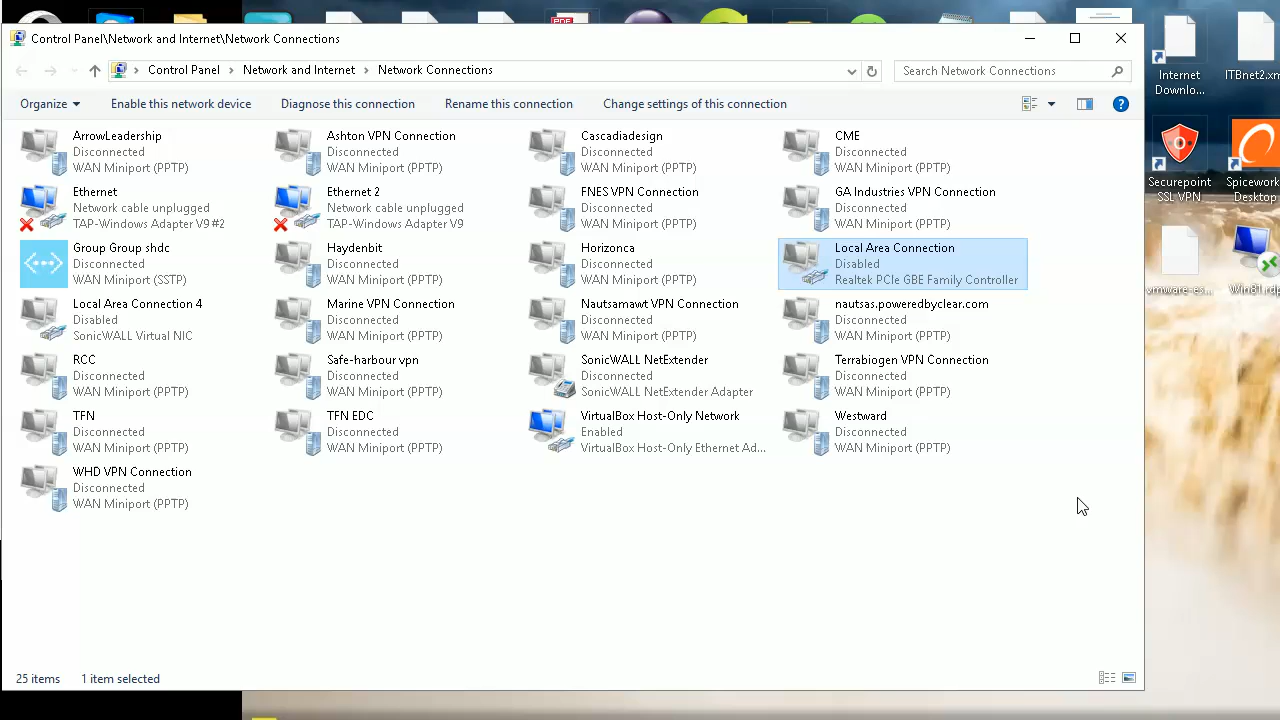 PDF
Control Panel\Network and Internet\Network Connections
Control Panel
Network and Internet
Network Connections
Search Network Connections
Organize
Enable this network device
Diagnose this connection
Rename this connection
Change settings of this connection
ArrowLeadership
Disconnected
WAN Miniport (PPTP)
Ashton VPN Connection
Disconnected
WAN Miniport (PPTP)
Cascadiadesign
Disconnected
WAN Miniport (PPTP)
CME
Disconnected
WAN Miniport (PPTP)
Ethernet
Network cable unplugged
TAP-Windows Adapter V9 #2
Ethernet 2
Network cable unplugged
TAP-Windows Adapter V9
FNES VPN Connection
Disconnected
WAN Miniport (PPTP)
GA Industries VPN Connection
Disconnected
WAN Miniport (PPTP)
Group Group shdc
Disconnected
WAN Miniport (SSTP)
Haydenbit
Disconnected
WAN Miniport (PPTP)
Horizonca
Disconnected
WAN Miniport (PPTP)
Local Area Connection
Disabled
Realtek PCIe GBE Family Controller
Local Area Connection 4
Disabled
SonicWALL Virtual NIC
Marine VPN Connection
Disconnected
WAN Miniport (PPTP)
Nautsamawt VPN Connection
Disconnected
WAN Miniport (PPTP)
nautsas.poweredbyclear.com
Disconnected
WAN Miniport (PPTP)
RCC
Disconnected
WAN Miniport (PPTP)
Safe-harbour vpn
Disconnected
WAN Miniport (PPTP)
SonicWALL NetExtender
Disconnected
SonicWALL NetExtender Adapter
Terrabiogen VPN Connection
Disconnected
WAN Miniport (PPTP)
TFN
Disconnected
WAN Miniport (PPTP)
TFN EDC
Disconnected
WAN Miniport (PPTP)
VirtualBox Host-Only Network
Enabled
VirtualBox Host-Only Ethernet Ad...
Westward
Disconnected
WAN Miniport (PPTP)
WHD VPN Connection
Disconnected
WAN Miniport (PPTP)
25 items
1 item selected
Internet
Downlo...
ITBnet2.xm
Securepoint
SSL VPN
Spicework
Desktop
vmware-es...
Win81.rdp